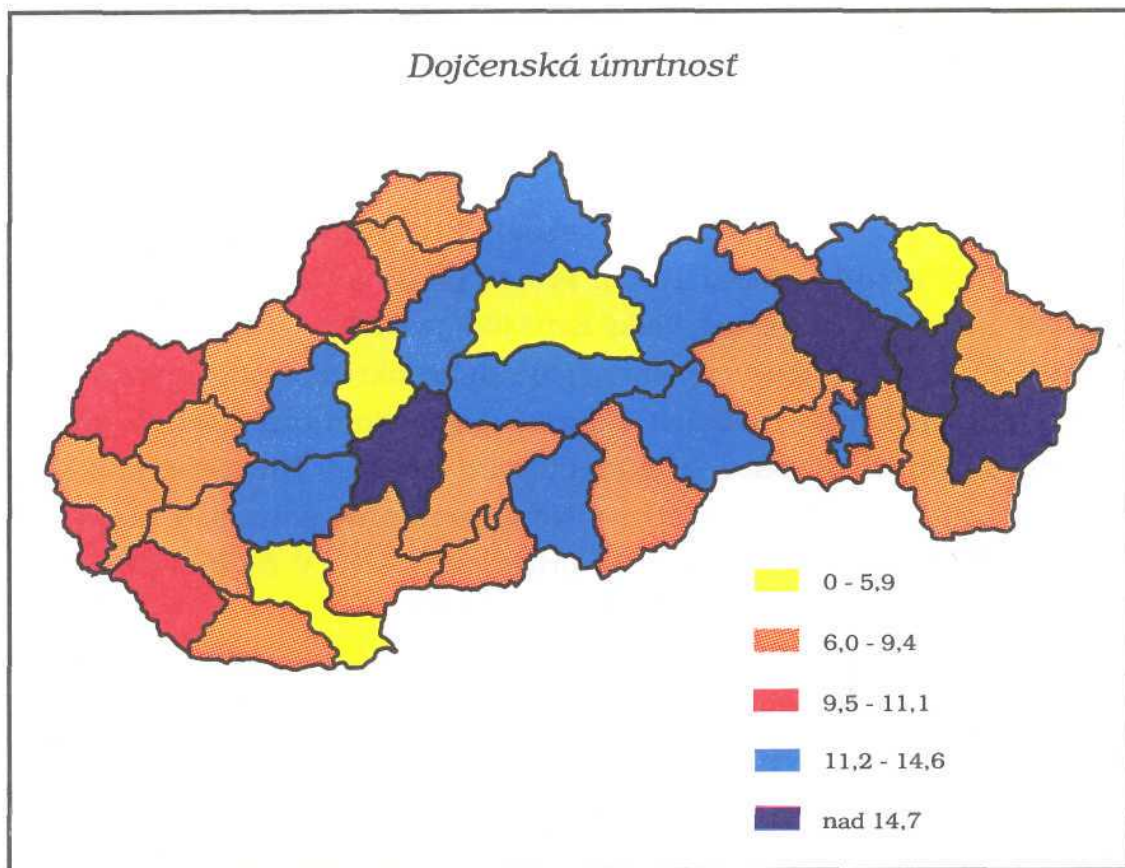 Dojčenská úmrtnosť
0 - 5,9
6,0 - 9,4
9,5 - 11,1
11,2 - 14,6
nad 14,7